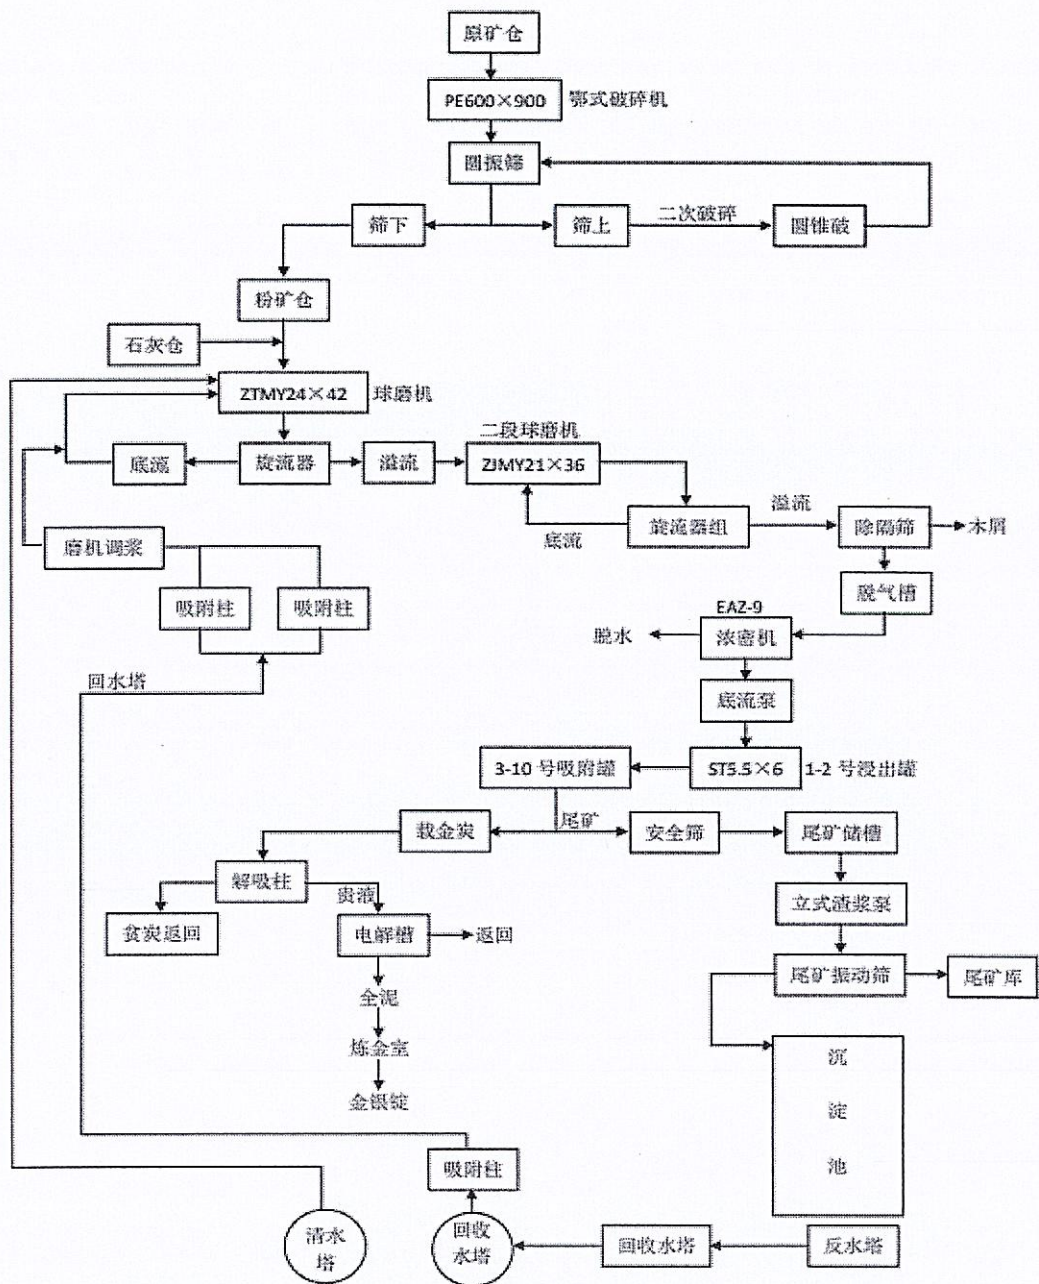 原矿仓
PE600×900 鄂式破碎机
圆振筛
筛下
筛上
二次破碎
圆锥破
粉矿仓
石灰仓
ZTMY24×42 球磨机
二段球磨机
底流
旋流器
溢流
ZJMY21×36
溢流
磨机调浆
底流
旋流器组
除隔筛
木屑
吸附柱
吸附柱
脱气槽
EAZ-9
脱水
浓密机
回水塔
底流泵
3-10 号吸附罐
ST5.5×6 1-2 号浸出罐
载金炭
尾矿
安全筛
尾矿储槽
解吸柱
贵液
立式渣浆泵
贫炭返回
电解槽
返回
尾矿振动筛
尾矿库
全泥
炼金室
金银锭
沉
淀
池
吸附柱
清水
塔
回收
水塔
回收水塔
反水塔